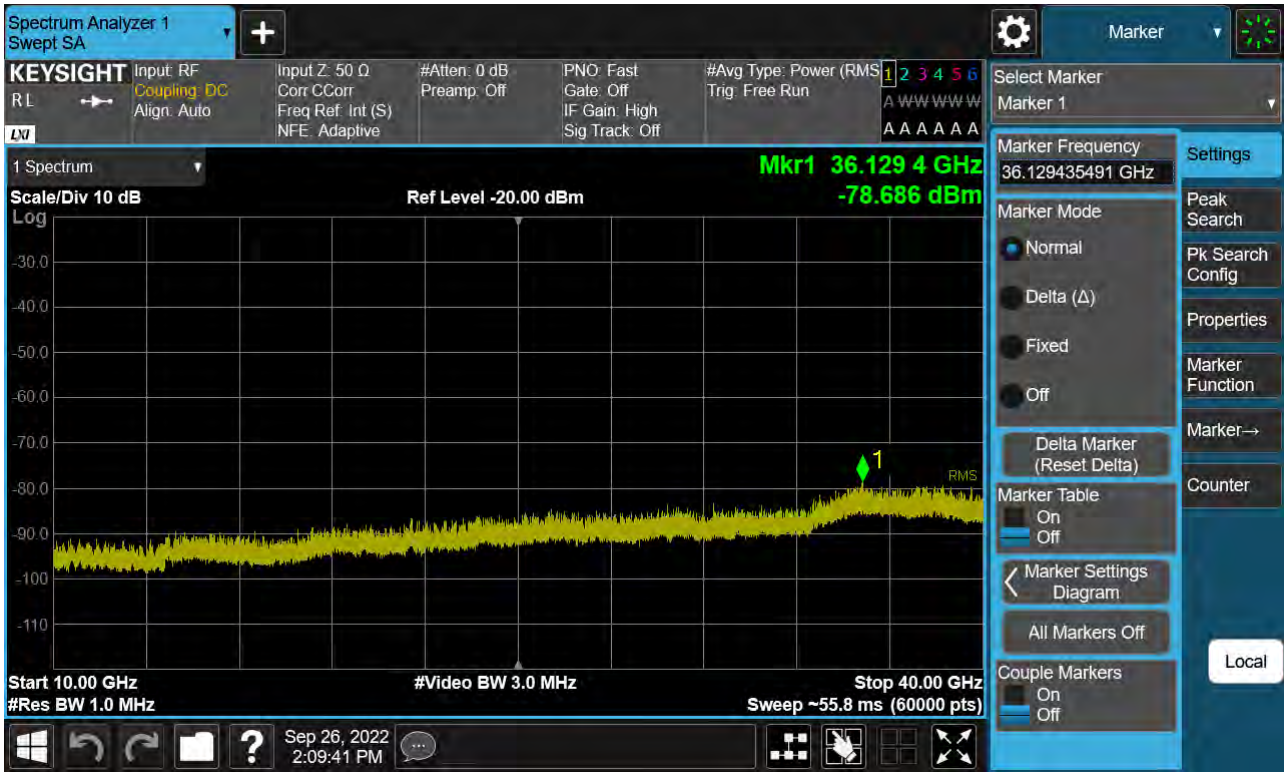 Spectrum Analyzer 1
Swept SA
Marker
KEYSIGHT
RL
LXI
Input: RF
Coupling: DC
Align: Auto
Input Z: 50 Ω
Corr CCorr
Freq Ref: Int (S)
NFE: Adaptive
#Atten: 0 dB
Preamp: Off
PNO: Fast
Gate: Off
IF Gain: High
Sig Track: Off
#Avg Type: Power (RMS
Trig: Free Run
1 2 3 4 5 6
A W W W W W
A A A A A A
Select Marker
Marker 1
1 Spectrum
Mkr1 36.129 4 GHz
-78.686 dBm
Scale/Div 10 dB
Ref Level -20.00 dBm
Log
-30.0
-40.0
-50.0
-60.0
-70.0
-80.0
-90.0
-100
-110
1
RMS
Start 10.00 GHz
#Video BW 3.0 MHz
Stop 40.00 GHz
#Res BW 1.0 MHz
Sweep ~55.8 ms (60000 pts)
Marker Frequency
36.129435491 GHz
Marker Mode
Normal
Delta (Δ)
Fixed
Off
Delta Marker
(Reset Delta)
Marker Table
On
Off
Marker Settings
Diagram
All Markers Off
Couple Markers
On
Off
Settings
Peak
Search
Pk Search
Config
Properties
Marker
Function
Marker→
Counter
Local
?
Sep 26, 2022
2:09:41 PM